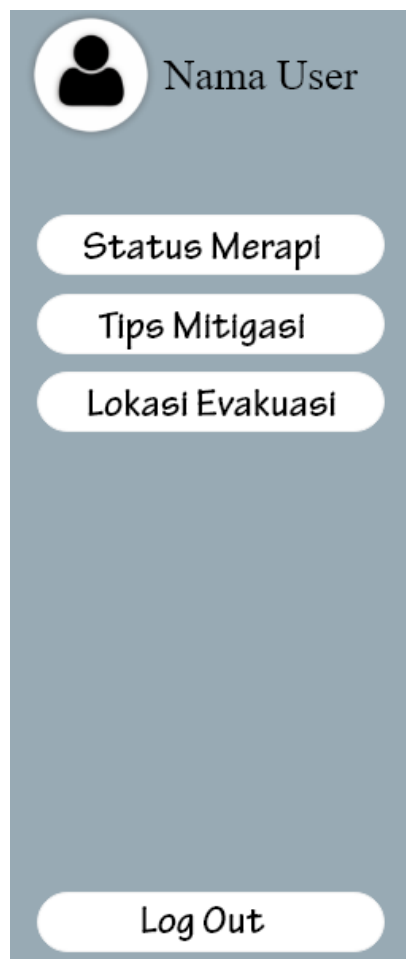 Nama User
Status Merapi
Tips Mitigasi
Lokasi Evakuasi
Log Out